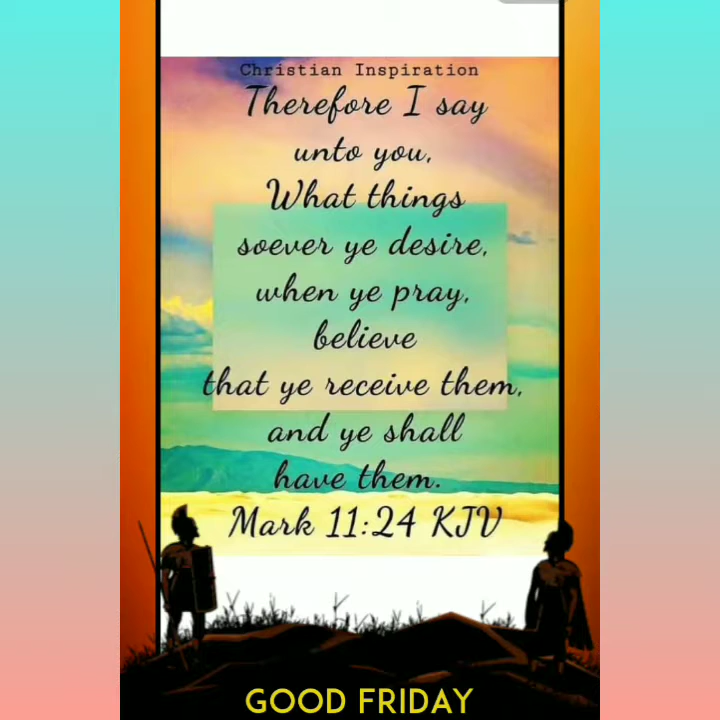 Christian Inspiration
Therefore I say
unto you,
What things
soever ye desire,
when ye pray,
believe
that ye receive them,
and ye shall
have them.
Mark 11:24 KJV
GOOD FRIDAY